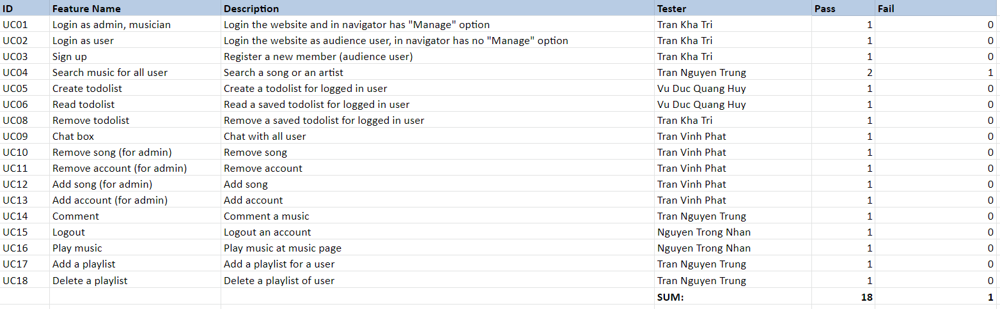 ID Feature Name Description Tester Pass Fail
UC01 Login as admin, musician Login the website and in navigator has "Manage" option Tran Kha Tri 1 0
UC02 Login as user Login the website as audience user, in navigator has no "Manage" option Tran Kha Tri 1 0
UC03 Sign up Register a new member (audience user) Tran Kha Tri 1 0
UC04 Search music for all user Search a song or an artist Tran Nguyen Trung 2 1
UC05 Create todolist Create a todolist for logged in user Vu Duc Quang Huy 1 0
UC06 Read todolist Read a saved todolist for logged in user Vu Duc Quang Huy 1 0
UC08 Remove todolist Remove a saved todolist for logged in user Tran Kha Tri 1 0
UC09 Chat box Chat with all user Tran Vinh Phat 1 0
UC10 Remove song (for admin) Remove song Tran Vinh Phat 1 0
UC11 Remove account (for admin) Remove account Tran Vinh Phat 1 0
UC12 Add song (for admin) Add song Tran Vinh Phat 1 0
UC13 Add account (for admin) Add account Tran Vinh Phat 1 0
UC14 Comment Comment a music Tran Nguyen Trung 1 0
UC15 Logout Logout an account Nguyen Trong Nhan 1 0
UC16 Play music Play music at music page Nguyen Trong Nhan 1 0
UC17 Add a playlist Add a playlist for a user Tran Nguyen Trung 1 0
UC18 Delete a playlist Delete a playlist of user Tran Nguyen Trung 1 0
SUM: 18 1